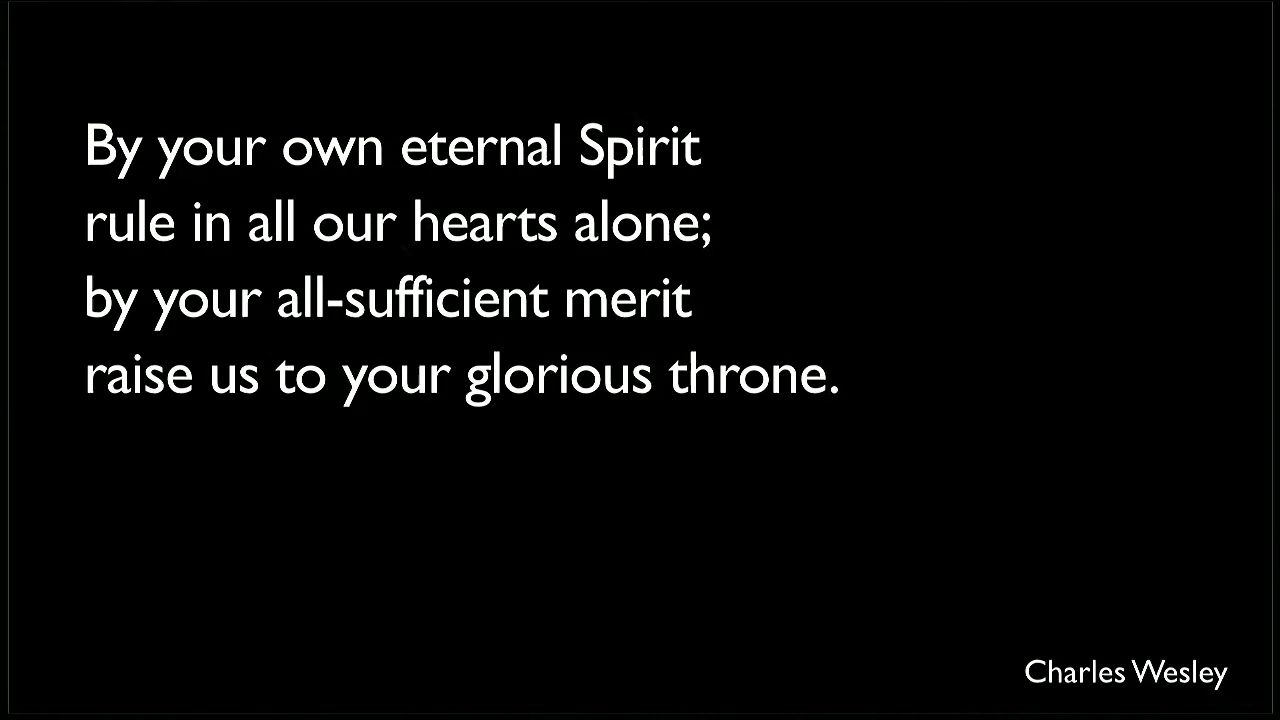 By your own eternal Spirit
rule in all our hearts alone;
by your all-sufficient merit
raise us to your glorious throne.
Charles Wesley